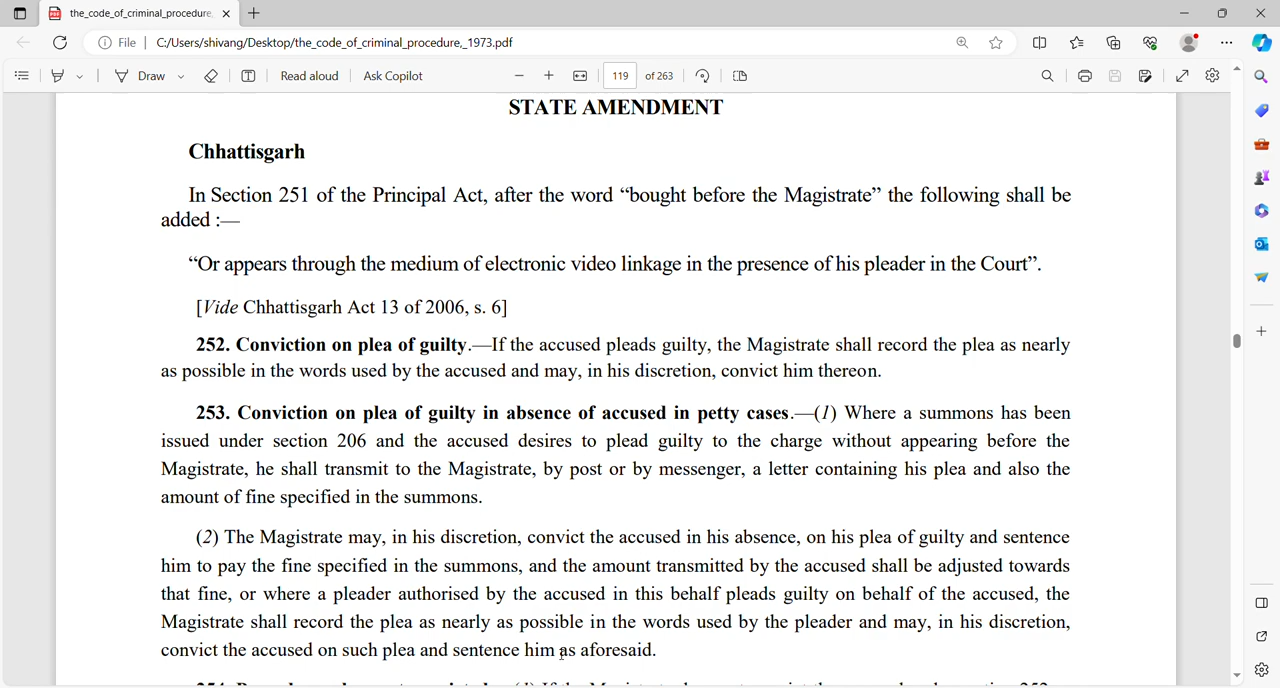 the_code_of_criminal_procedure,
File | C:/Users/shivang/Desktop/the_code_of_criminal_procedure,_1973.pdf
Draw | Read aloud | Ask Copilot 119 of 263
STATE AMENDMENT
Chhattisgarh
In Section 251 of the Principal Act, after the word “bought before the Magistrate” the following shall be
added :—
“Or appears through the medium of electronic video linkage in the presence of his pleader in the Court”.
[Vide Chhattisgarh Act 13 of 2006, s. 6]
252. Conviction on plea of guilty.—If the accused pleads guilty, the Magistrate shall record the plea as nearly
as possible in the words used by the accused and may, in his discretion, convict him thereon.
253. Conviction on plea of guilty in absence of accused in petty cases.—(1) Where a summons has been
issued under section 206 and the accused desires to plead guilty to the charge without appearing before the
Magistrate, he shall transmit to the Magistrate, by post or by messenger, a letter containing his plea and also the
amount of fine specified in the summons.
(2) The Magistrate may, in his discretion, convict the accused in his absence, on his plea of guilty and sentence
him to pay the fine specified in the summons, and the amount transmitted by the accused shall be adjusted towards
that fine, or where a pleader authorised by the accused in this behalf pleads guilty on behalf of the accused, the
Magistrate shall record the plea as nearly as possible in the words used by the pleader and may, in his discretion,
convict the accused on such plea and sentence him as aforesaid.